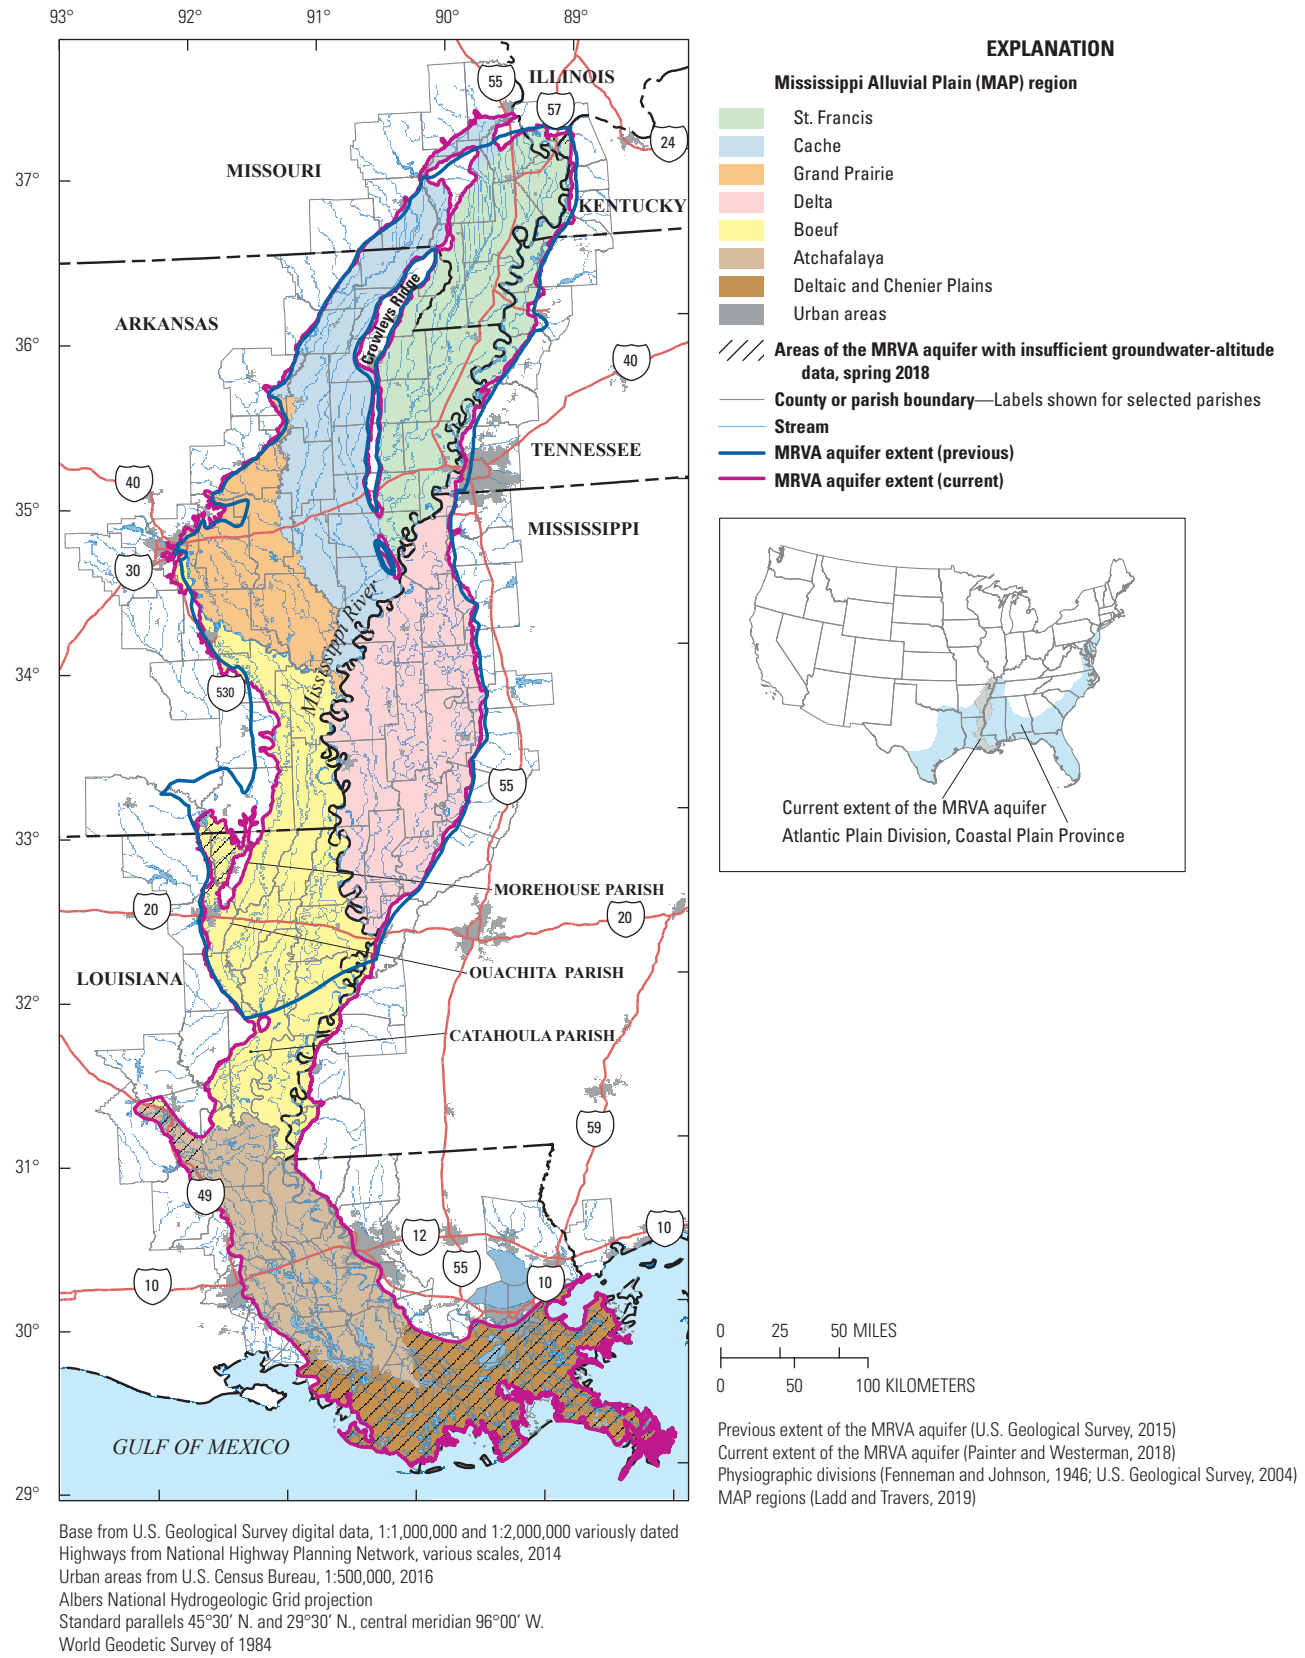 93°
92°
91°
90°
89°
37°
36°
35°
34°
33°
32°
31°
30°
29°
55
ILLINOIS
57
24
MISSOURI
KENTUCKY
Crowleys Ridge
ARKANSAS
40
TENNESSEE
40
MISSISSIPPI
30
Mississippi River
530
55
MOREHOUSE PARISH
20
20
OUACHITA PARISH
LOUISIANA
CATAHOULA PARISH
59
49
12
10
55
10
10
GULF OF MEXICO
EXPLANATION
Mississippi Alluvial Plain (MAP) region
St. Francis
Cache
Grand Prairie
Delta
Boeuf
Atchafalaya
Deltaic and Chenier Plains
Urban areas
Areas of the MRVA aquifer with insufficient groundwater-altitude
data, spring 2018
County or parish boundary—Labels shown for selected parishes
Stream
MRVA aquifer extent (previous)
MRVA aquifer extent (current)
Current extent of the MRVA aquifer
Atlantic Plain Division, Coastal Plain Province
0 25 50 MILES
0 50 100 KILOMETERS
Previous extent of the MRVA aquifer (U.S. Geological Survey, 2015)
Current extent of the MRVA aquifer (Painter and Westerman, 2018)
Physiographic divisions (Fenneman and Johnson, 1946; U.S. Geological Survey, 2004)
MAP regions (Ladd and Travers, 2019)
Base from U.S. Geological Survey digital data, 1:1,000,000 and 1:2,000,000 variously dated
Highways from National Highway Planning Network, various scales, 2014
Urban areas from U.S. Census Bureau, 1:500,000, 2016
Albers National Hydrogeologic Grid projection
Standard parallels 45°30′ N. and 29°30′ N., central meridian 96°00′ W.
World Geodetic Survey of 1984